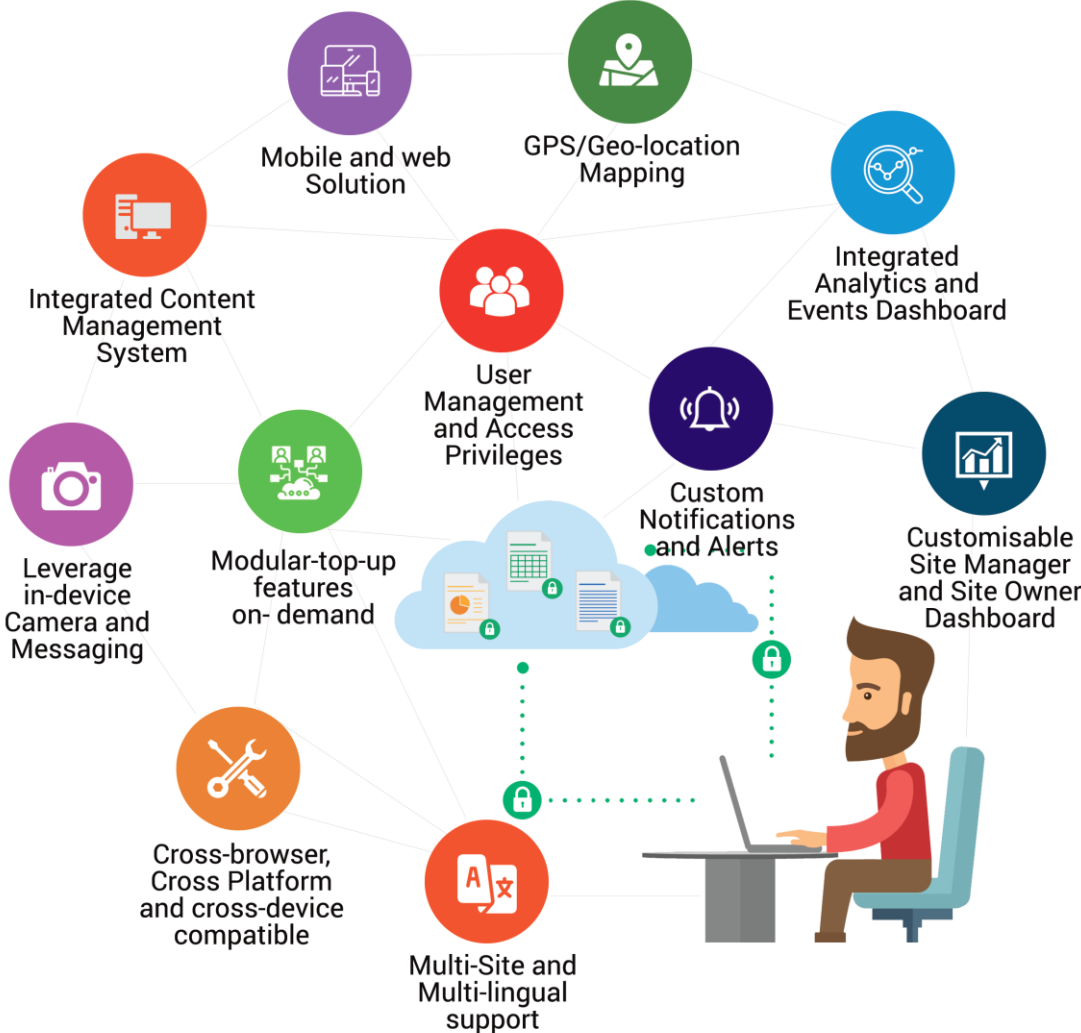 Mobile and web
Solution
GPS/Geo-location
Mapping
Integrated
Analytics and
Events Dashboard
Integrated Content
Management
System
User
Management
and Access
Privileges
Custom
Notifications
and Alerts
Customisable
Site Manager
and Site Owner
Dashboard
Leverage
in-device
Camera and
Messaging
Modular-top-up
features
on- demand
Cross-browser,
Cross Platform
and cross-device
compatible
A 文
Multi-Site and
Multi-lingual
support